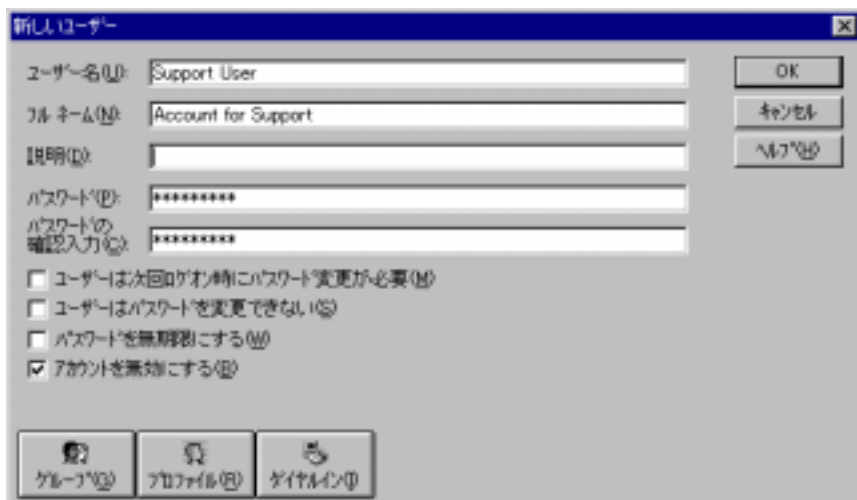 新しいユーザー
ユーザー名(U): Support User
OK
フル ネーム(N): Account for Support
キャンセル
説明(D):
ヘルプ(H)
パスワード(P): *********
パスワードの
確認入力(C): *********
ユーザーは次回ログオン時にパスワード変更が必要(M)
ユーザーはパスワードを変更できない(S)
パスワードを無期限にする(W)
アカウントを無効にする(B)
グループ(G) プロファイル(R) ダイヤルイン(I)